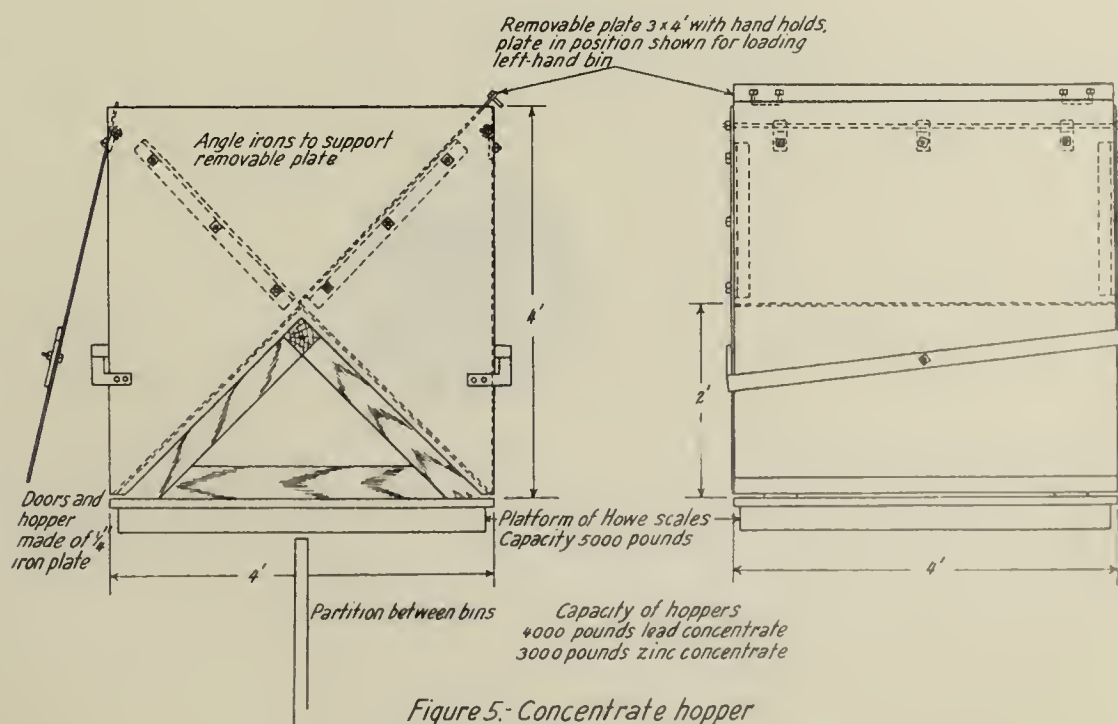 Removable plate 3 x 4' with hand holds,
plate in position shown for loading
left-hand bin
Angle irons to support
removable plate
4'
2'
Doors and
hopper
made of 1/4"
iron plate
Platform of Howe scales
Capacity 5000 pounds
4'
4'
Partition between bins
Capacity of hoppers
4000 pounds lead concentrate
3000 pounds zinc concentrate
Figure 5.- Concentrate hopper